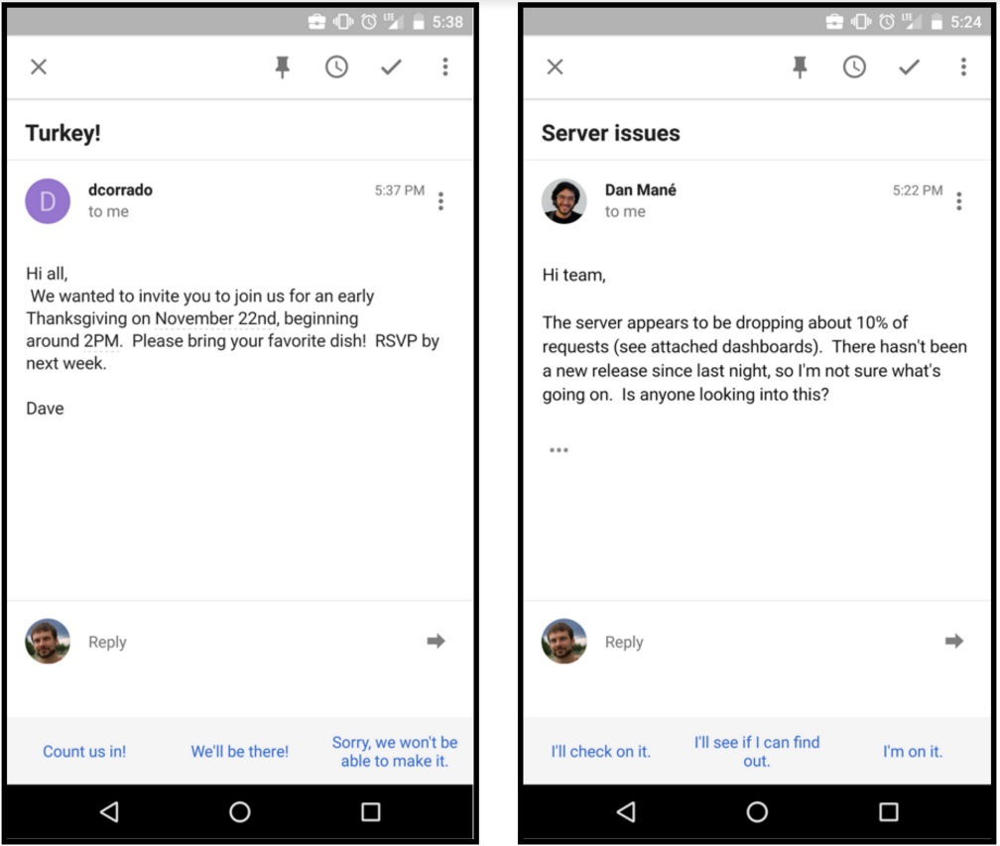 LTE 5:38
Turkey!
D
dcorrado
5:37 PM
to me
Hi all,
We wanted to invite you to join us for an early
Thanksgiving on November 22nd, beginning
around 2PM.  Please bring your favorite dish!  RSVP by
next week.
Dave
Reply
Count us in!
We'll be there!
Sorry, we won't be
able to make it.
LTE 5:24
Server issues
Dan Mané
5:22 PM
to me
Hi team,
The server appears to be dropping about 10% of
requests (see attached dashboards).  There hasn't been
a new release since last night, so I'm not sure what's
going on.  Is anyone looking into this?
•••
Reply
I'll check on it.
I'll see if I can find
out.
I'm on it.